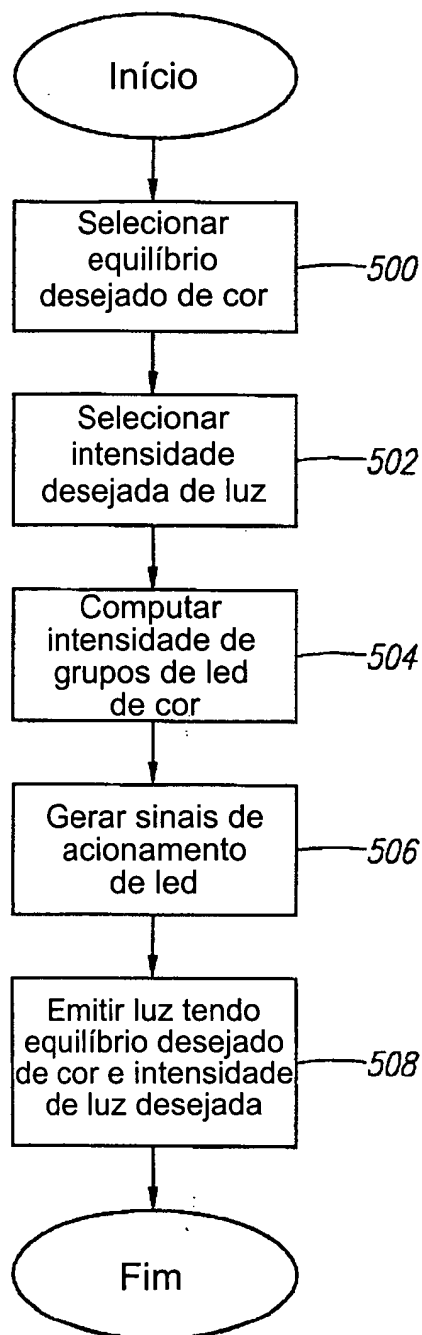 Início
Selecionar
equilíbrio
desejado de cor
500
Selecionar
intensidade
desejada de luz
502
Computar
intensidade de
grupos de led
de cor
504
Gerar sinais de
acionamento
de led
506
Emitir luz tendo
equilíbrio desejado
de cor e intensidade
de luz desejada
508
Fim